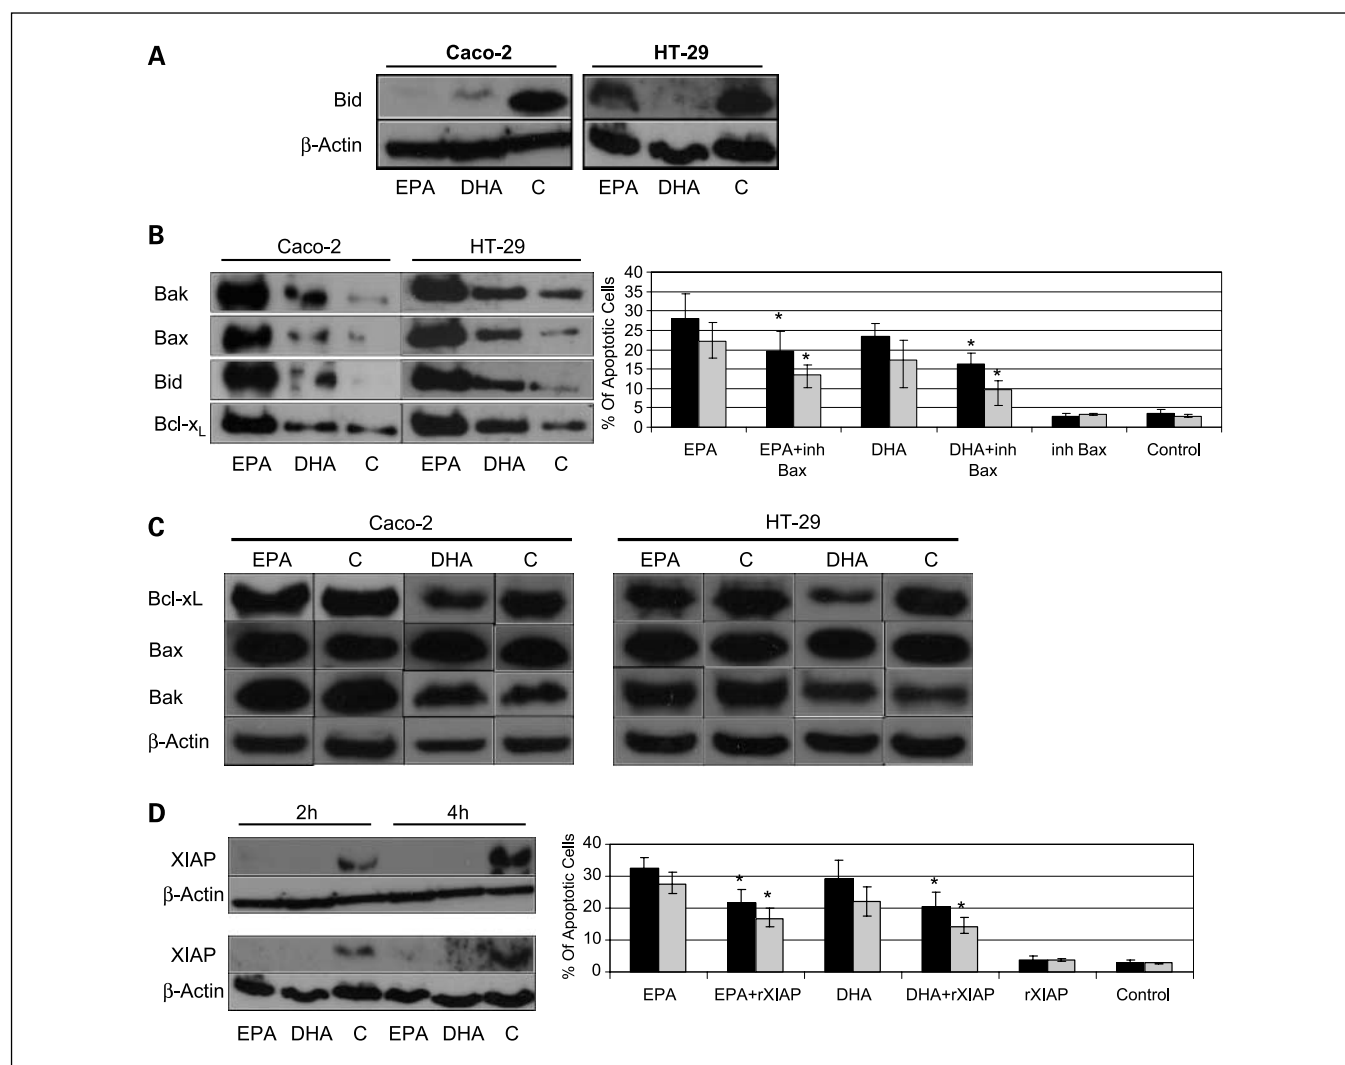 A
Caco-2 HT-29
Bid
β-Actin
EPA DHA C EPA DHA C
B
Caco-2 HT-29
Bak
Bax
Bid
Bcl-xL
EPA DHA C EPA DHA C
% Of Apoptotic Cells
40
35
30
25
20
15
10
5
0
* * * *
EPA EPA+inh Bax DHA DHA+inh Bax inh Bax Control
C
Caco-2 HT-29
EPA C DHA C EPA C DHA C
Bcl-xL
Bax
Bak
β-Actin
D
2h 4h
XIAP
β-Actin
XIAP
β-Actin
EPA DHA C EPA DHA C
% Of Apoptotic Cells
40
30
20
10
0
* * * *
EPA EPA+rXIAP DHA DHA+rXIAP rXIAP Control